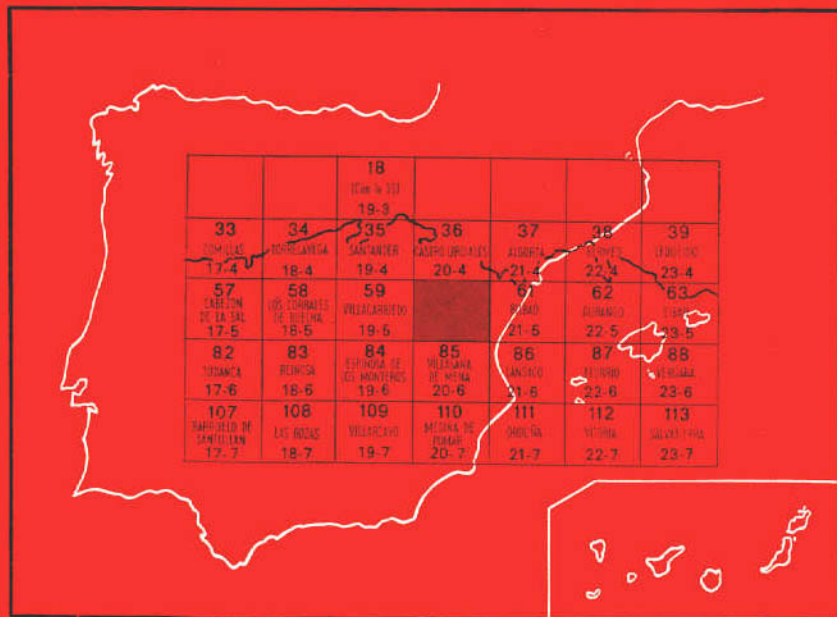 18
19-3
33
COMILLAS
17-4
34
TORRELAVEGA
18-4
35
SANTANDER
19-4
36
CASTRO URDIALES
20-4
37
ALGORTA
21-4
38
BERMEO
22-4
39
LEQUEITIO
23-4
57
CABEZON
DE LA SAL
17-5
58
LOS CORRALES
DE BUELNA
18-5
59
VILLACARRIEDO
19-5
61
BILBAO
21-5
62
DURANGO
22-5
63
EIBAR
23-5
82
TUDANCA
17-6
83
REINOSA
18-6
84
ESPINOSA DE
LOS MONTEROS
19-6
85
VILLASANA
DE MENA
20-6
86
LANDACO
21-6
87
ELORRIO
22-6
88
VERGARA
23-6
107
BARRUELO DE
SANTULLAN
17-7
108
LAS ROZAS
18-7
109
VILLARCAYO
19-7
110
MEDINA DE
POMAR
20-7
111
ORDUÑA
21-7
112
VITORIA
22-7
113
SALVATIERRA
23-7